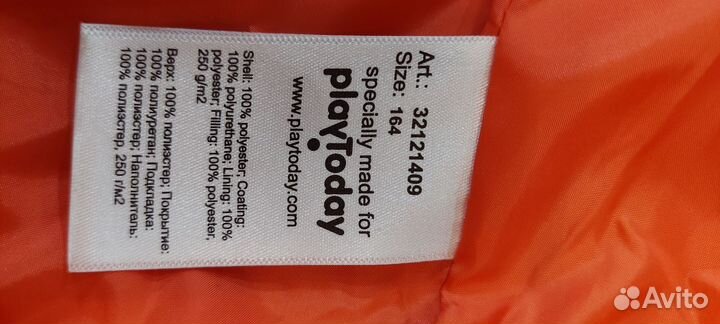 Art.: 32121409
Size: 164
specially made for
playToday
www.playtoday.com
Shell: 100% polyester; Coating:
100% polyurethane; Lining: 100%
polyester; Filling: 100% polyester,
250 g/m2
Верх: 100% полиэстер; Покрытие:
100% полиуретан; Подкладка:
100% полиэстер; Наполнитель:
100% полиэстер, 250 г/м2
Avito